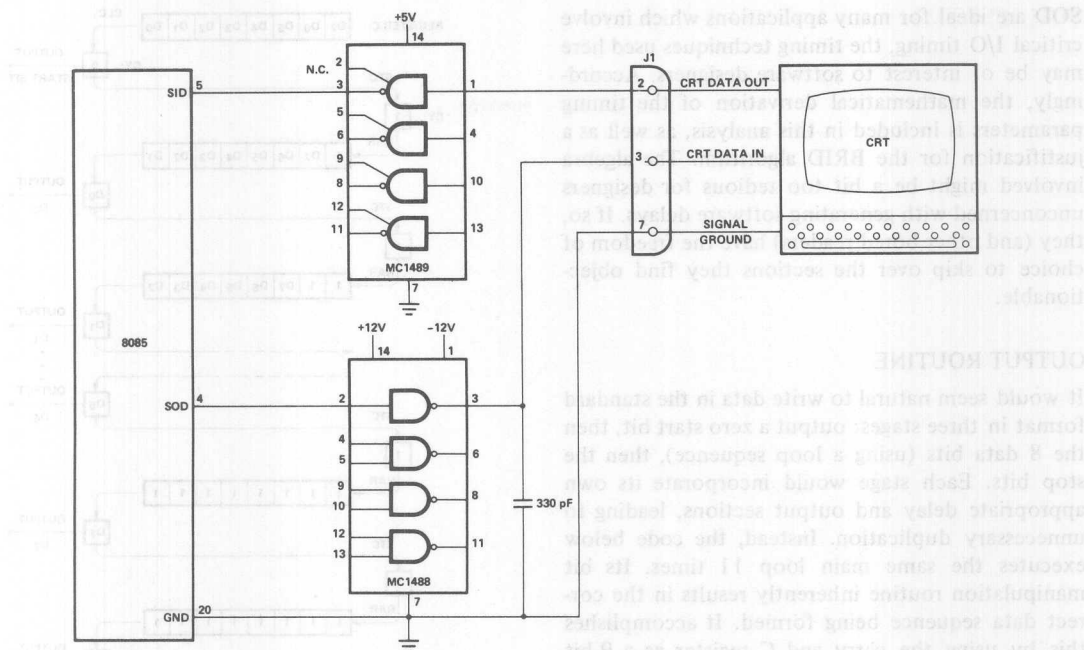 SOD are ideal for many applications which involve
critical I/O timing, the timing techniques used here
may be of interest to software designers. Accord-
ingly, the mathematical derivation of the timing
parameters is included in this analysis, as well as a
justification for the BRID algorithm. The algebra
involved might be a bit too tedious for designers
unconcerned with generating software delays. If so,
they (and have the freedom of
choice to skip over the sections they find objec-
tionable.
OUTPUT ROUTINE
It would seem natural to write data in the standard
format in three stages: output a zero start bit, then
the 8 data bits (using a loop sequence), then the
stop bits. Each stage would incorporate its own
appropriate delay and output sections, leading to
unnecessary duplication. Instead, the code below
executes the same main loop 11 times. Its bit
manipulation routine inherently results in the cor-
rect data sequence being formed. It accomplishes
this by using the carry and C register as a 9-bit
+5V
14
N.C.
2
3
1
5
6
4
9
8
10
12
11
13
MC1489
7
SID
5
8085
SOD
4
GND
20
+12V
-12V
14
1
2
3
4
5
6
9
10
8
12
13
11
MC1488
7
330 pF
J1
2
CRT DATA OUT
3
CRT DATA IN
7
SIGNAL
GROUND
CRT